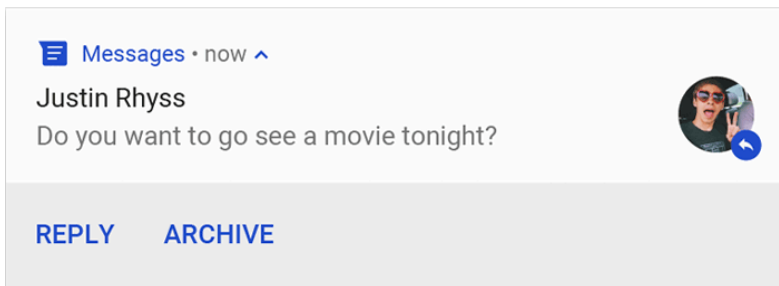 Messages • now
Justin Rhyss
Do you want to go see a movie tonight?
REPLY ARCHIVE